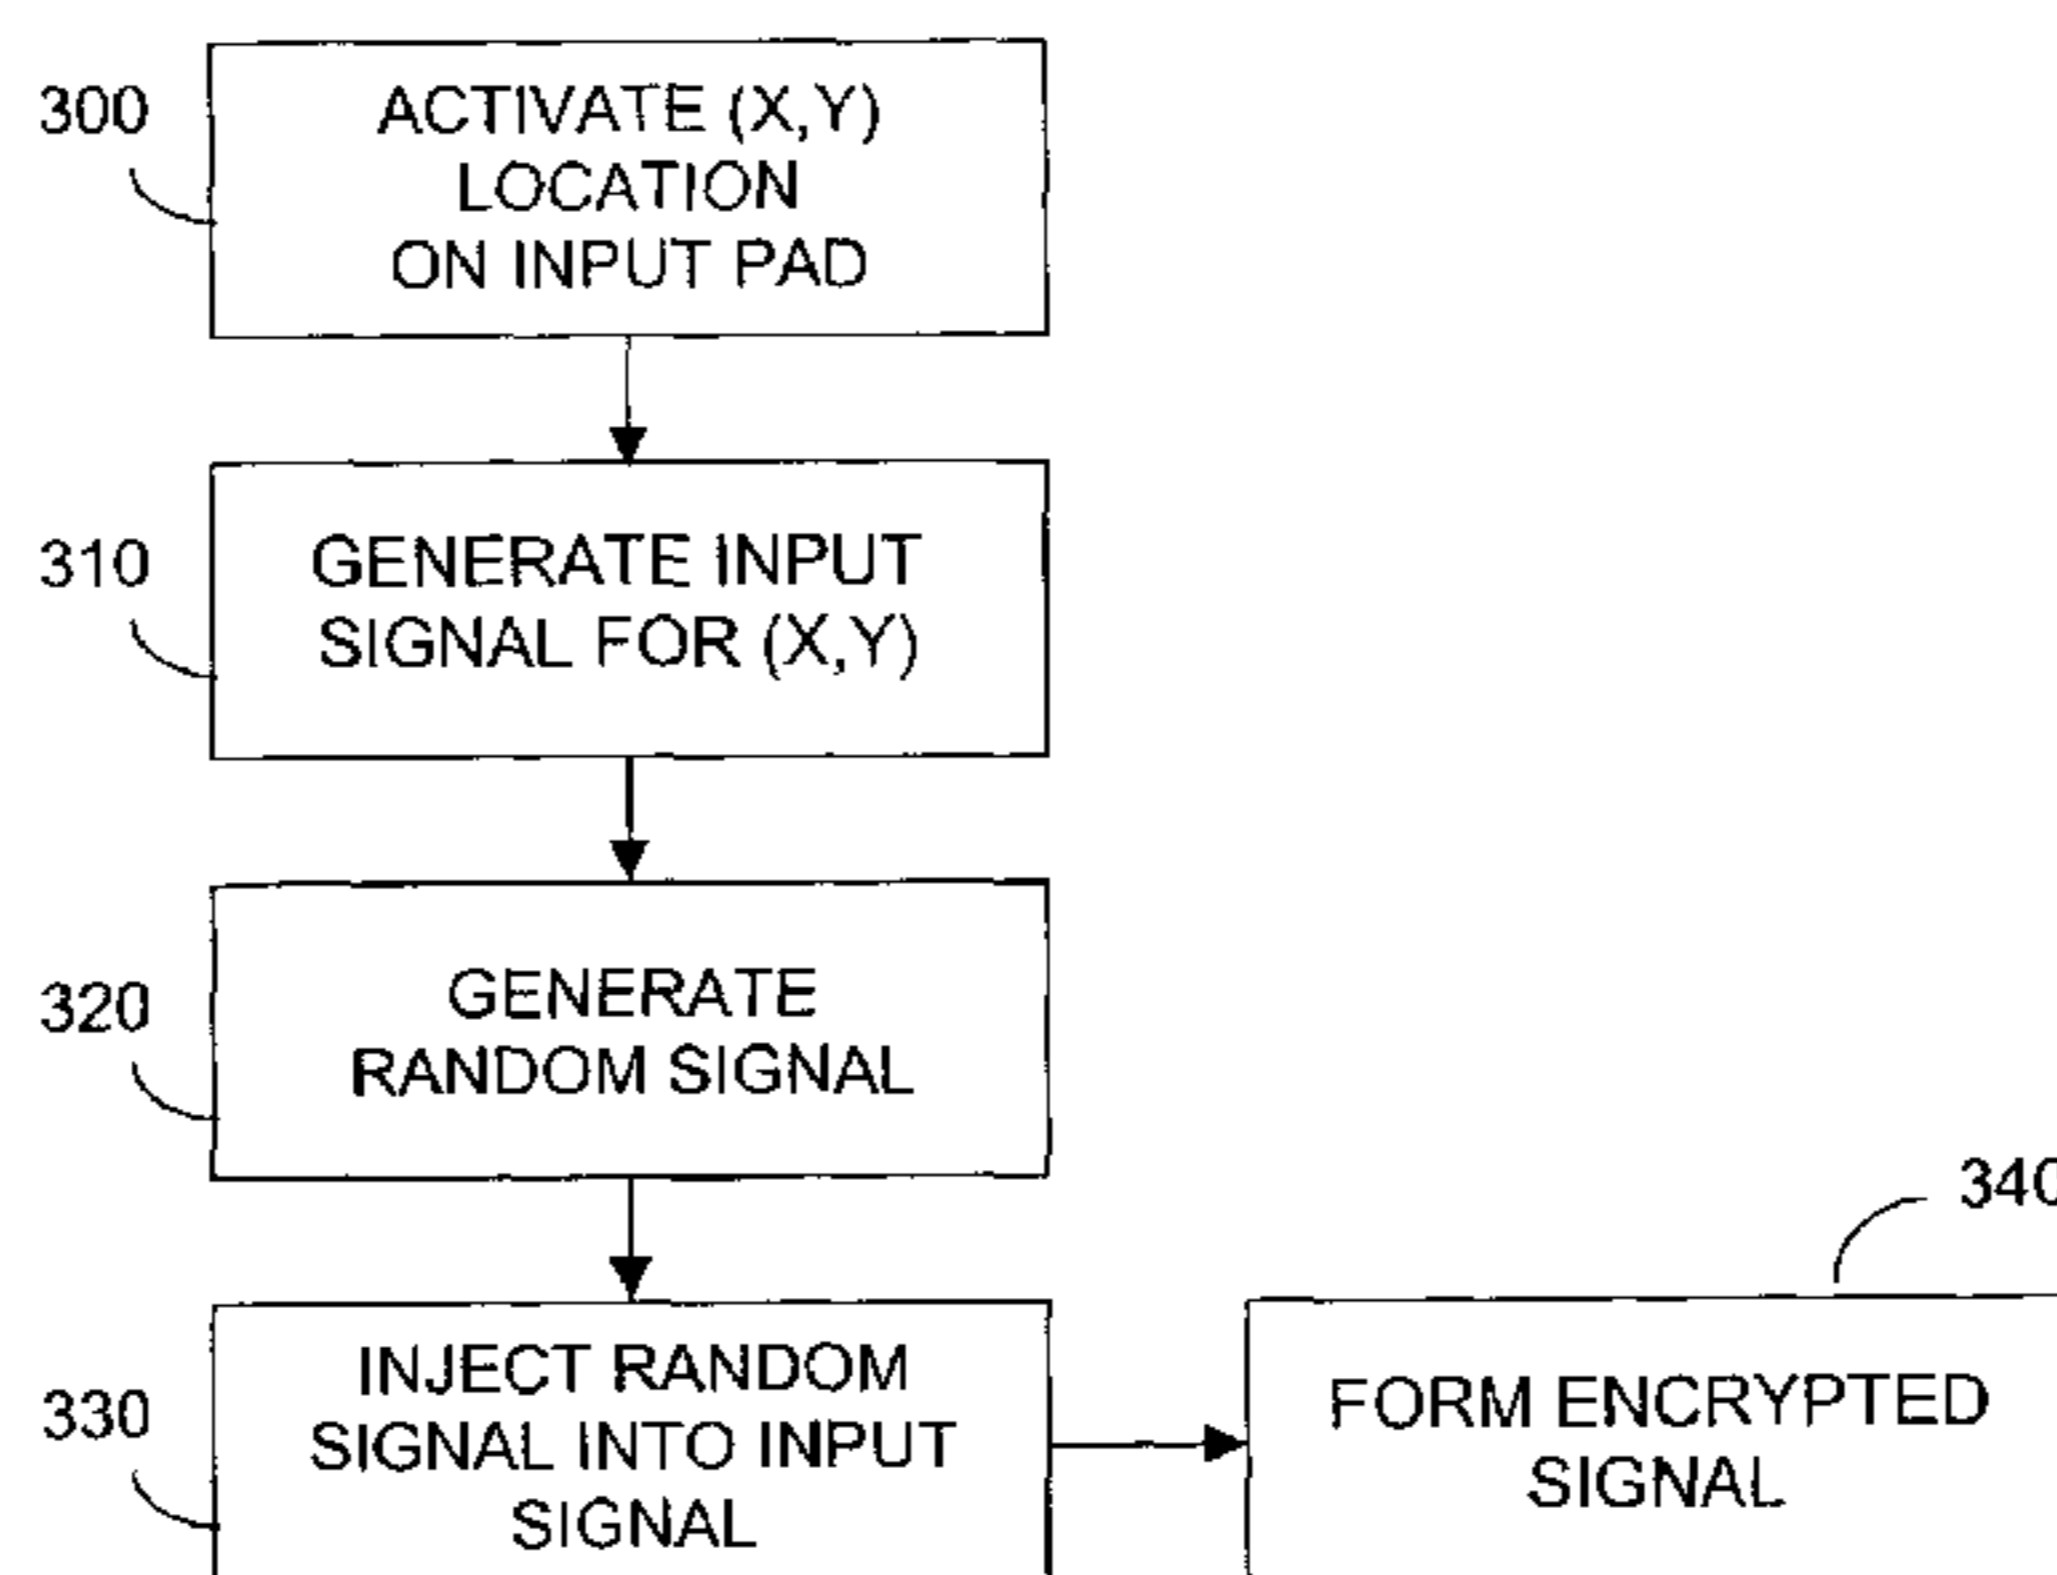 300
ACTIVATE (X,Y)
LOCATION
ON INPUT PAD
310
GENERATE INPUT
SIGNAL FOR (X,Y)
320
GENERATE
RANDOM SIGNAL
330
INJECT RANDOM
SIGNAL INTO INPUT
SIGNAL
340
FORM ENCRYPTED
SIGNAL